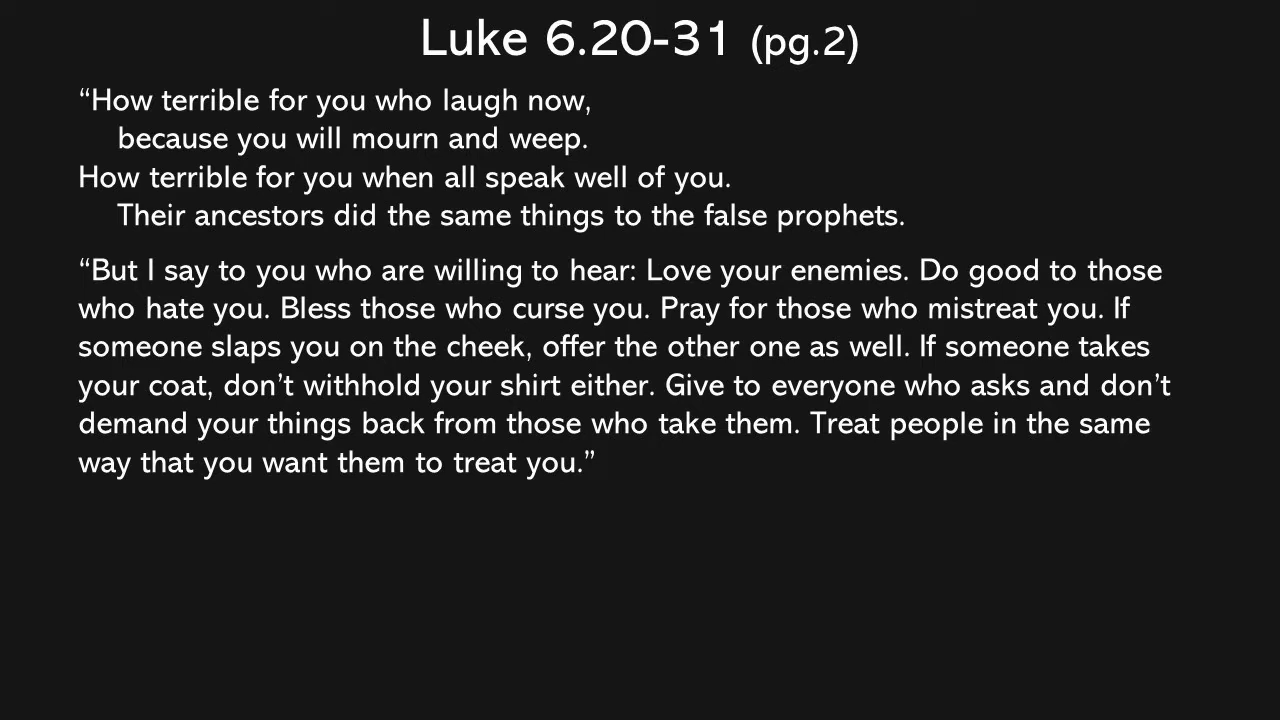 Luke 6.20-31 (pg.2)
“How terrible for you who laugh now,
because you will mourn and weep.
How terrible for you when all speak well of you.
Their ancestors did the same things to the false prophets.
“But I say to you who are willing to hear: Love your enemies. Do good to those
who hate you. Bless those who curse you. Pray for those who mistreat you. If
someone slaps you on the cheek, offer the other one as well. If someone takes
your coat, don’t withhold your shirt either. Give to everyone who asks and don’t
demand your things back from those who take them. Treat people in the same
way that you want them to treat you.”